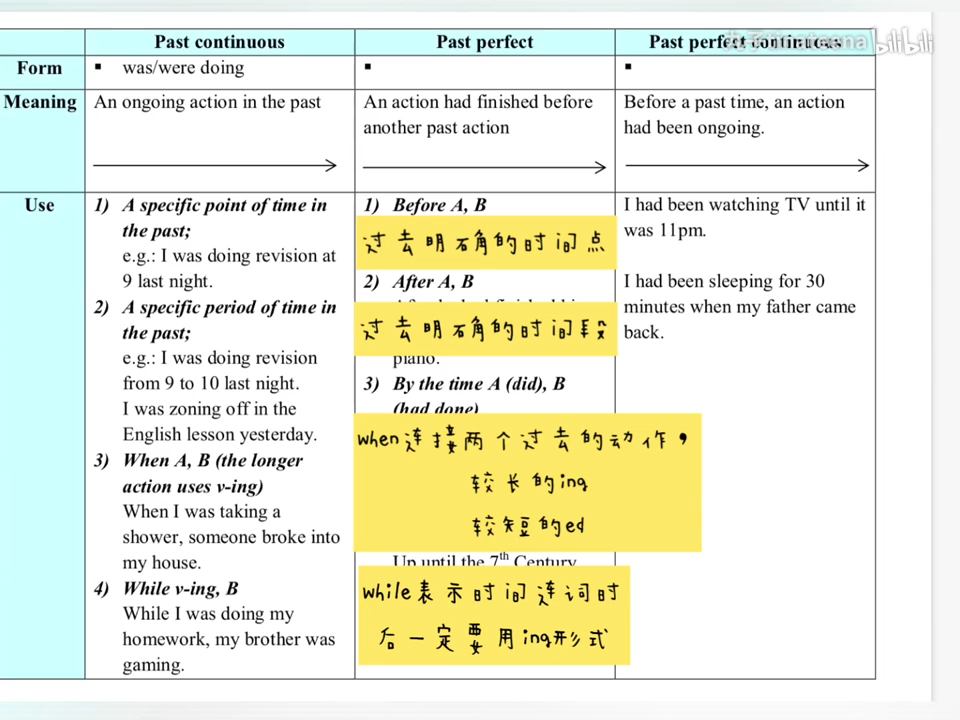 Past continuous
Past perfect
Past perfect continuous
bilibili
Form
▪ was/were doing
▪
▪
Meaning
An ongoing action in the past
An action had finished before
another past action
Before a past time, an action
had been ongoing.
Use
1) A specific point of time in
the past;
e.g.: I was doing revision at
9 last night.
2) A specific period of time in
the past;
e.g.: I was doing revision
from 9 to 10 last night.
I was zoning off in the
English lesson yesterday.
3) When A, B (the longer
action uses v-ing)
When I was taking a
shower, someone broke into
my house.
4) While v-ing, B
While I was doing my
homework, my brother was
gaming.
1) Before A, B
过去明确的时间点
2) After A, B
过去明确的时间段
piano.
3) By the time A (did), B
(had done)
when连接两个过去的动作，
较长的ing
较短的ed
Up until the 7th Century
while表示时间连词时
后一定要用ing形式
I had been watching TV until it
was 11pm.
I had been sleeping for 30
minutes when my father came
back.